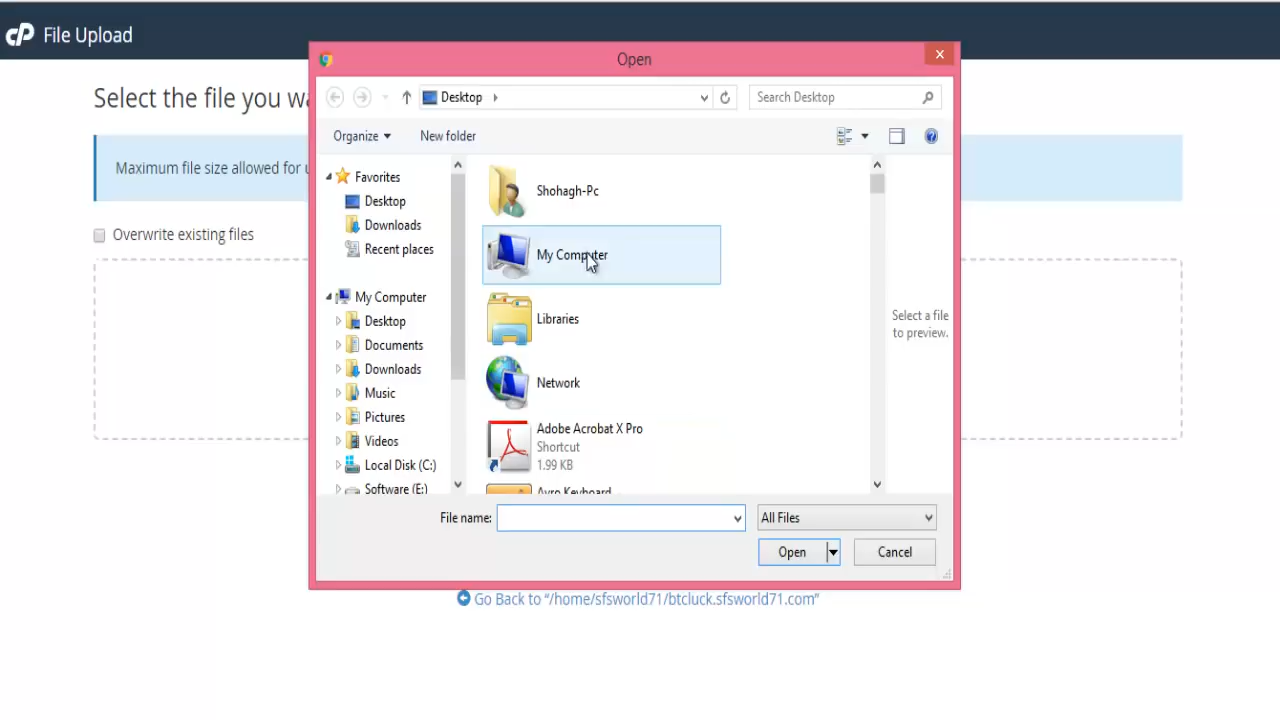 cP File Upload
Open
Select the file you wa
Desktop
Search Desktop
Organize
New folder
Maximum file size allowed for u
Overwrite existing files
Favorites
Desktop
Downloads
Recent places
My Computer
Desktop
Documents
Downloads
Music
Pictures
Videos
Local Disk (C:)
Software (E:)
Shohagh-Pc
My Computer
Libraries
Network
Adobe Acrobat X Pro
Shortcut
1.99 KB
Avro Keyboard
Select a file
to preview.
File name:
All Files
Open
Cancel
Go Back to “/home/sfsworld71/btcluck.sfsworld71.com”